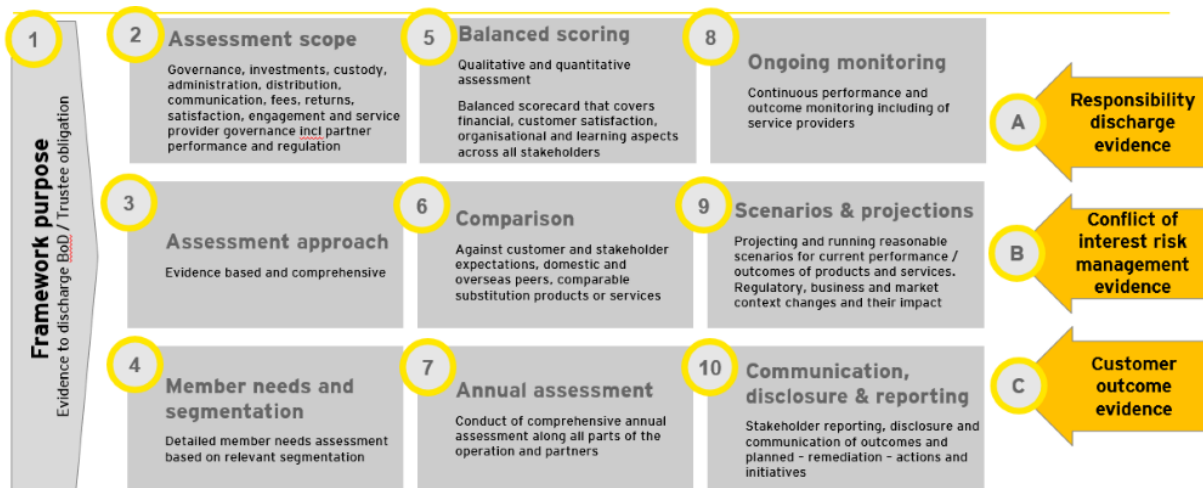 1
Framework purpose
Evidence to discharge BoD / Trustee obligation
2
Assessment scope
Governance, investments, custody,
administration, distribution,
communication, fees, returns,
satisfaction, engagement and service
provider governance incl partner
performance and regulation
3
Assessment approach
Evidence based and comprehensive
4
Member needs and
segmentation
Detailed member needs assessment
based on relevant segmentation
5
Balanced scoring
Qualitative and quantitative
assessment
Balanced scorecard that covers
financial, customer satisfaction,
organisational and learning aspects
across all stakeholders
6
Comparison
Against customer and stakeholder
expectations, domestic and
overseas peers, comparable
substitution products or services
7
Annual assessment
Conduct of comprehensive annual
assessment along all parts of the
operation and partners
8
Ongoing monitoring
Continuous performance and
outcome monitoring including of
service providers
9
Scenarios & projections
Projecting and running reasonable
scenarios for current performance /
outcomes of products and services.
Regulatory, business and market
context changes and their impact
10
Communication,
disclosure & reporting
Stakeholder reporting, disclosure and
communication of outcomes and
planned – remediation – actions and
initiatives
A
Responsibility
discharge
evidence
B
Conflict of
interest risk
management
evidence
C
Customer
outcome
evidence